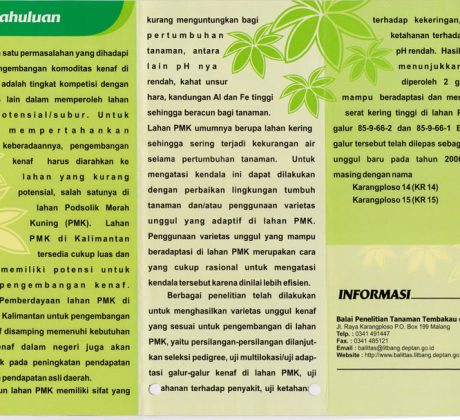 ahuluan
satu permasalahan yang dihadapi
engembangan komoditas kenaf di
adalah tingkat kompetisi dengan
lain dalam memperoleh lahan
otensial/subur. Untuk
mempertahankan
keberadaannya, pengembangan
kenaf harus diarahkan ke
lahan yang kurang
potensial, salah satunya di
lahan Podsolik Merah
Kuning (PMK). Lahan
PMK di Kalimantan
tersedia cukup luas dan
memiliki potensi untuk
pengembangan kenaf.
Pemberdayaan lahan PMK di
Kalimantan untuk pengembangan
f disamping memenuhi kebutuhan
enaf dalam negeri juga akan
ak pada peningkatan pedapatan
n pendapatan asli daerah.
un lahan PMK memiliki sifat yang
kurang menguntungkan bagi
pertumbuhan
tanaman, antara
lain pH nya
rendah, kahat unsur
hara, kandungan Al dan Fe tinggi
sehingga beracun bagi tanaman.
Lahan PMK umumnya berupa lahan kering
sehingga sering terjadi kekurangan air
selama pertumbuhan tanaman. Untuk
mengatasi kendala ini dapat dilakukan
dengan perbaikan lingkungan tumbuh
tanaman dan/atau penggunaan varietas
unggul yang adaptif di lahan PMK.
Penggunaan varietas unggul yang mampu
beradaptasi di lahan PMK merupakan cara
yang cukup rasional untuk mengatasi
kendala tersebut karena dinilai lebih efisien.
Berbagai penelitian telah dilakukan
untuk menghasilkan varietas unggul kenaf
yang sesuai untuk pengembangan di lahan
PMK, yaitu persilangan-persilangan dilanjut-
kan seleksi pedigree, uji multilokasi/uji adap-
tasi galur-galur kenaf di lahan PMK, uji
ahanan terhadap penyakit, uji ketahan
terhadap kekeringan,
ketahanan terhada
pH rendah. Hasi
menunjukkan
diperoleh 2 g
mampu beradaptasi dan me
serat kering tinggi di lahan P
galur 85-9-66-2 dan 85-9-66-1 B
galur tersebut telah dilepas sebaga
unggul baru pada tahun 2006
masing dengan nama
Karangploso 14 (KR 14)
Karangploso 15 (KR 15)
INFORMASI
Balai Penelitian Tanaman Tembakau d
Jl. Raya Karangploso P.O. Box 199 Malang
Telp. : 0341 491447
Fax. : 0341 485121
Email : balittas@litbang.deptan.go.id
Website : http://www.balittas.litbang.deptan.go